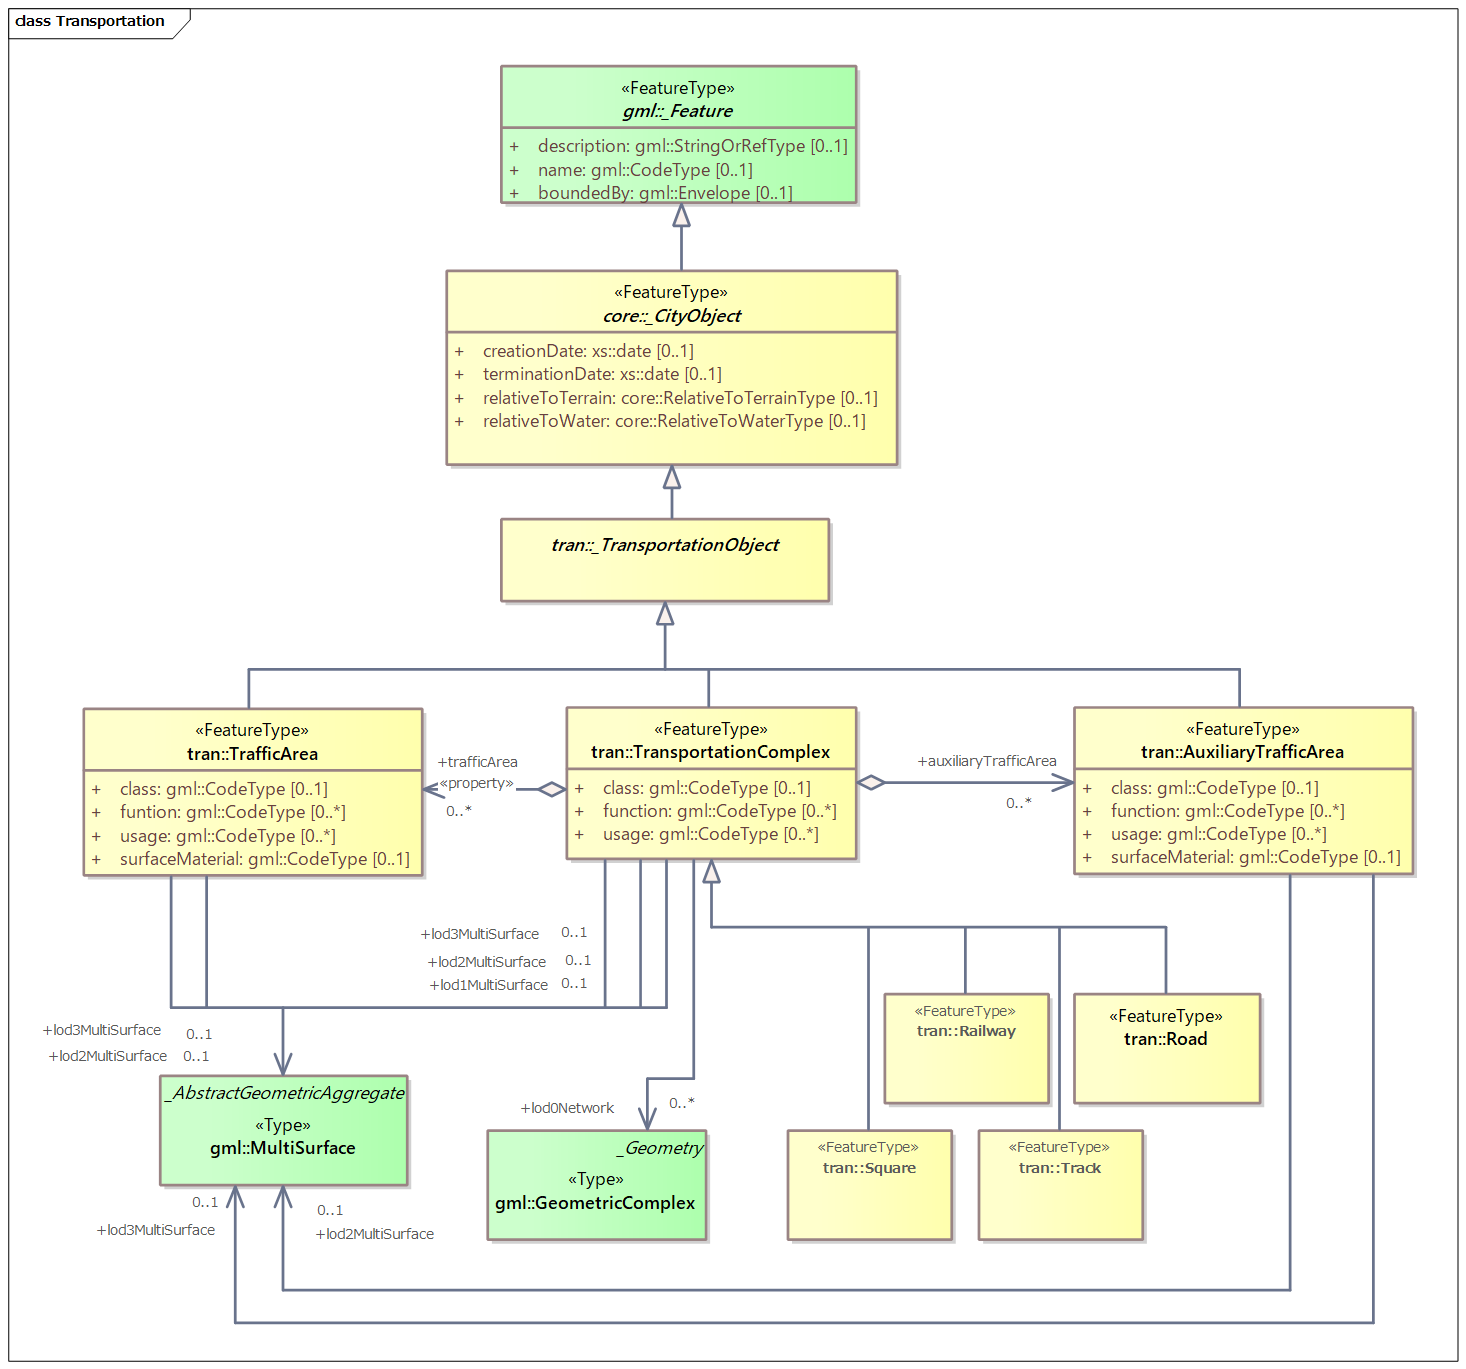 class Transportation
«FeatureType»
gml::_Feature
+ description: gml::StringOrRefType [0..1]
+ name: gml::CodeType [0..1]
+ boundedBy: gml::Envelope [0..1]
«FeatureType»
core::_CityObject
+ creationDate: xs::date [0..1]
+ terminationDate: xs::date [0..1]
+ relativeToTerrain: core::RelativeToTerrainType [0..1]
+ relativeToWater: core::RelativeToWaterType [0..1]
tran::_TransportationObject
«FeatureType»
tran::TrafficArea
+ class: gml::CodeType [0..1]
+ funtion: gml::CodeType [0..*]
+ usage: gml::CodeType [0..*]
+ surfaceMaterial: gml::CodeType [0..1]
+trafficArea
«property»
0..*
«FeatureType»
tran::TransportationComplex
+ class: gml::CodeType [0..1]
+ function: gml::CodeType [0..*]
+ usage: gml::CodeType [0..*]
+auxiliaryTrafficArea
0..*
«FeatureType»
tran::AuxiliaryTrafficArea
+ class: gml::CodeType [0..1]
+ function: gml::CodeType [0..*]
+ usage: gml::CodeType [0..*]
+ surfaceMaterial: gml::CodeType [0..1]
+lod3MultiSurface 0..1
+lod2MultiSurface 0..1
+lod1MultiSurface 0..1
+lod3MultiSurface 0..1
+lod2MultiSurface 0..1
_AbstractGeometricAggregate
«Type»
gml::MultiSurface
0..1
+lod3MultiSurface
0..1
+lod2MultiSurface
+lod0Network 0..*
_Geometry
«Type»
gml::GeometricComplex
«FeatureType»
tran::Railway
«FeatureType»
tran::Road
«FeatureType»
tran::Square
«FeatureType»
tran::Track